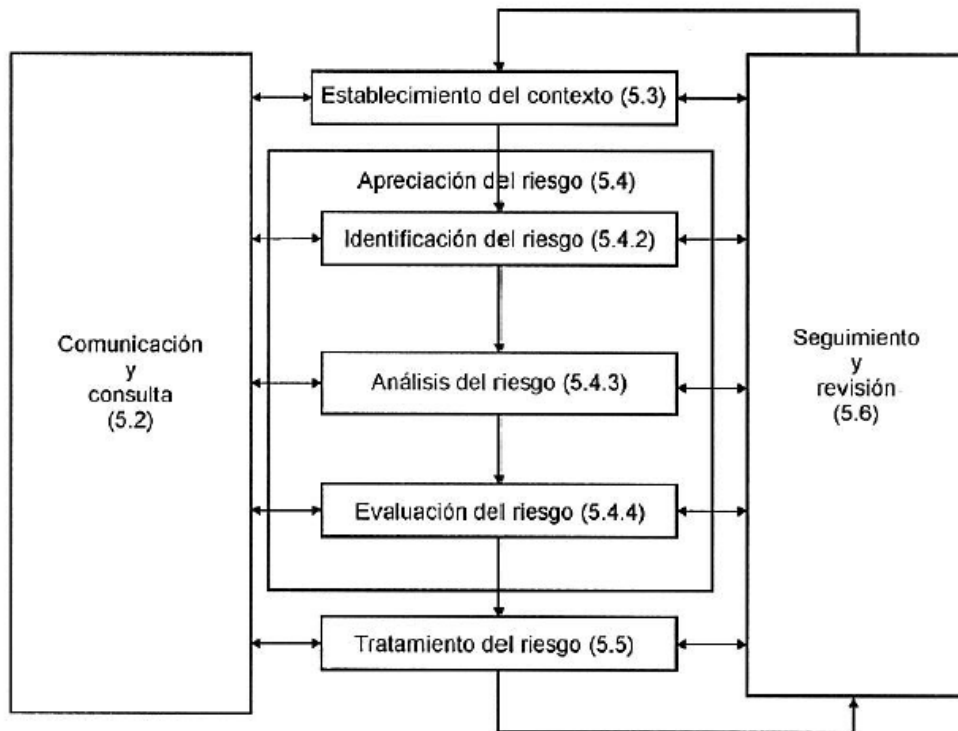 Establecimiento del contexto (5.3)
Apreciación del riesgo (5.4)
Identificación del riesgo (5.4.2)
Comunicación
y
consulta
(5.2)
Análisis del riesgo (5.4.3)
Seguimiento
y
revisión
(5.6)
Evaluación del riesgo (5.4.4)
Tratamiento del riesgo (5.5)